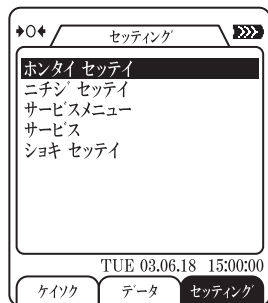 →0← セッティング
ホンタイ セッテイ
ニチジ セッテイ
サービスメニュー
サービス
ショキ セッテイ
TUE 03.06.18 15:00:00
ケイソク データ セッティング